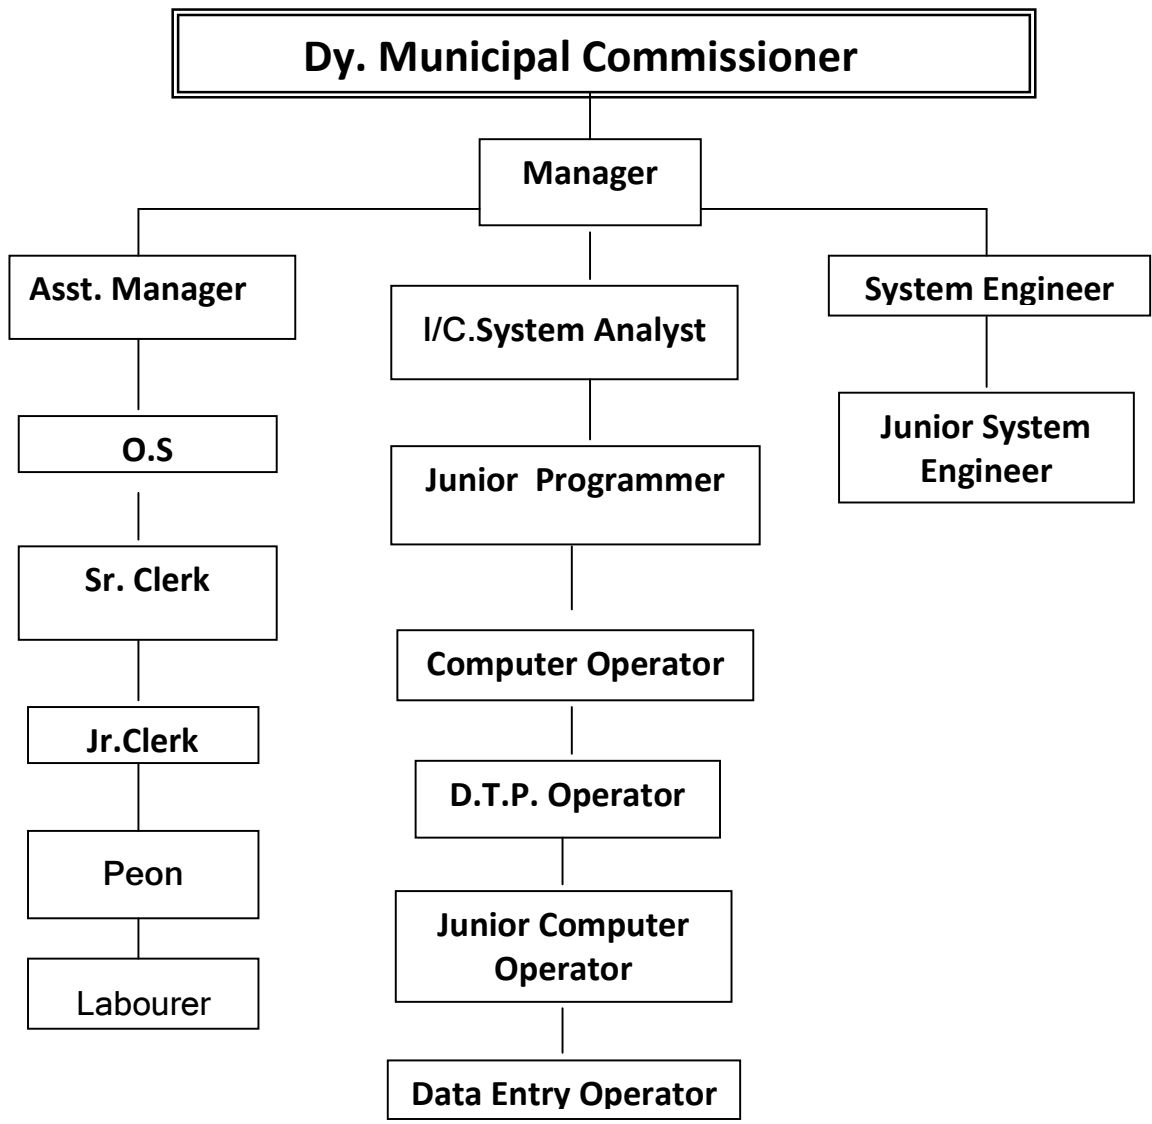 Dy. Municipal Commissioner
Manager
Asst. Manager
I/C.System Analyst
System Engineer
O.S
Junior Programmer
Junior System
Engineer
Sr. Clerk
Computer Operator
Jr.Clerk
D.T.P. Operator
Peon
Junior Computer
Operator
Labourer
Data Entry Operator